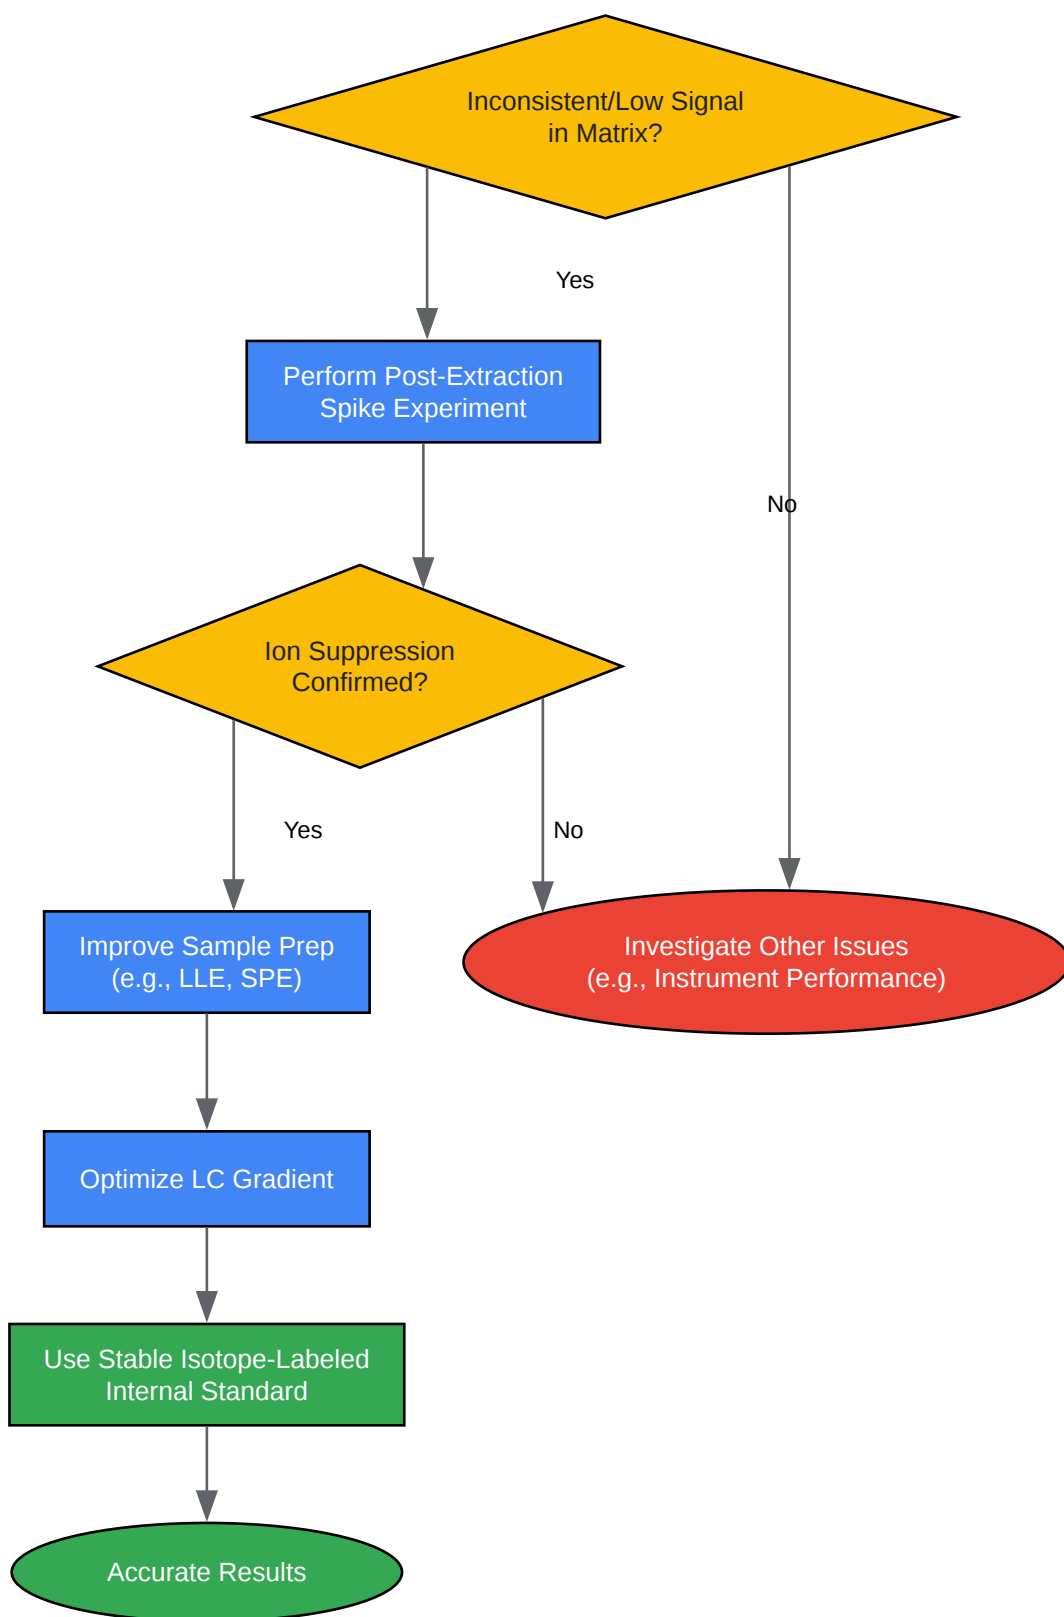 Inconsistent/Low Signal
in Matrix?
Yes
Perform Post-Extraction
Spike Experiment
No
Ion Suppression
Confirmed?
Yes
No
Improve Sample Prep
(e.g., LLE, SPE)
Investigate Other Issues
(e.g., Instrument Performance)
Optimize LC Gradient
Use Stable Isotope-Labeled
Internal Standard
Accurate Results